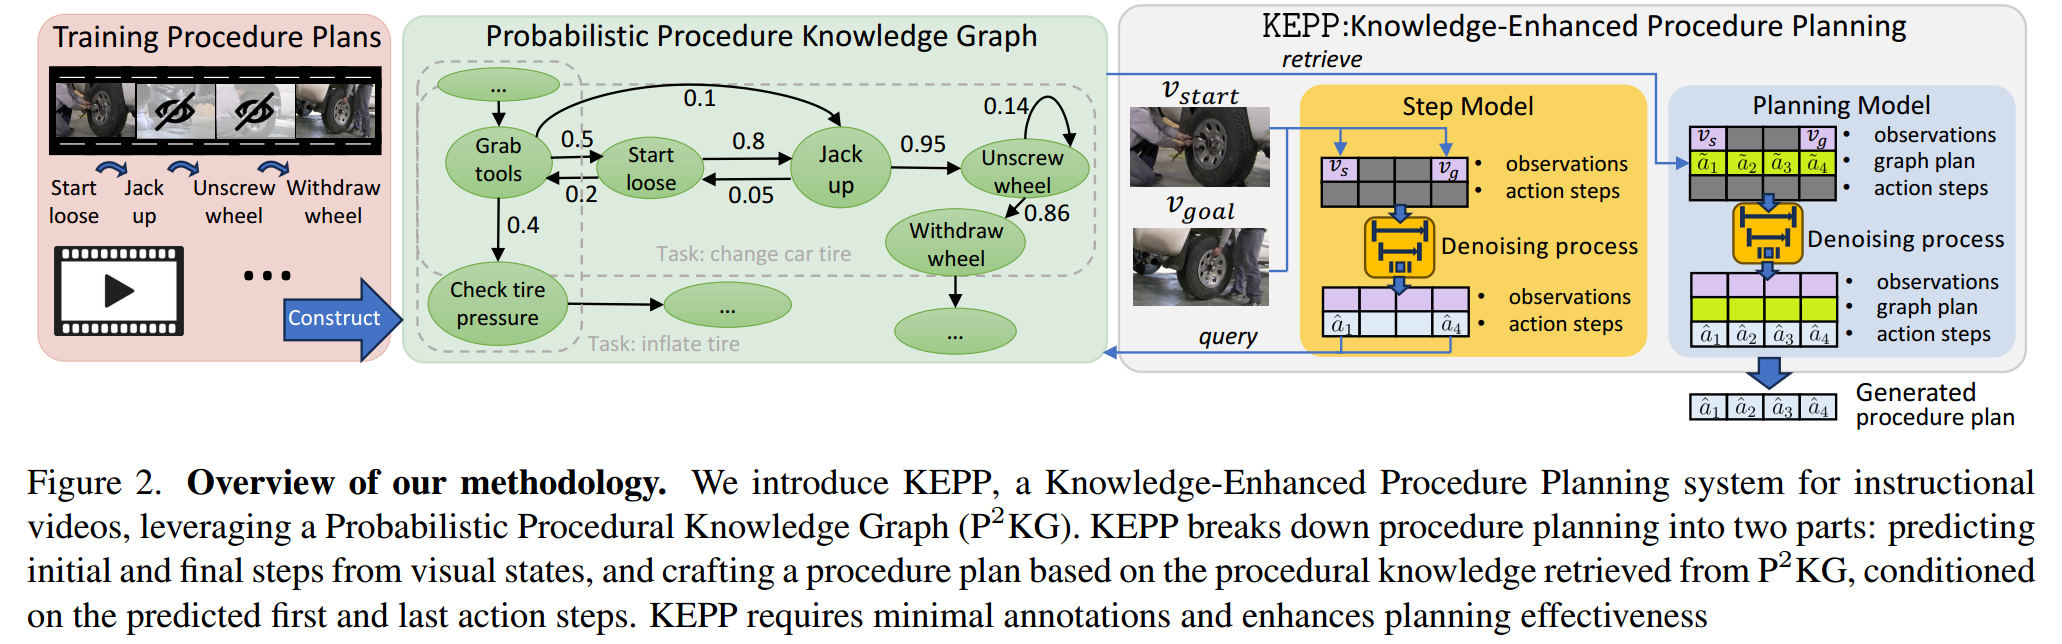 Training Procedure Plans
Start loose
Jack up
Unscrew wheel
Withdraw wheel
...
Construct
Probabilistic Procedure Knowledge Graph
...
Grab tools
0.1
0.5
0.2
Start loose
0.8
0.05
Jack up
0.95
0.14
Unscrew wheel
0.86
Withdraw wheel
0.4
Task: change car tire
Check tire pressure
...
...
Task: inflate tire
KEPP:Knowledge-Enhanced Procedure Planning
retrieve
v_start
v_goal
query
Step Model
v_s
v_g
• observations
• action steps
Denoising process
• observations
â_1 â_4
• action steps
Planning Model
v_s
v_g
• observations
ã_1 ã_2 ã_3 ã_4
• graph plan
• action steps
Denoising process
• observations
• graph plan
â_1 â_2 â_3 â_4
• action steps
â_1 â_2 â_3 â_4
Generated procedure plan
Figure 2. Overview of our methodology. We introduce KEPP, a Knowledge-Enhanced Procedure Planning system for instructional
videos, leveraging a Probabilistic Procedural Knowledge Graph (P²KG). KEPP breaks down procedure planning into two parts: predicting
initial and final steps from visual states, and crafting a procedure plan based on the procedural knowledge retrieved from P²KG, conditioned
on the predicted first and last action steps. KEPP requires minimal annotations and enhances planning effectiveness